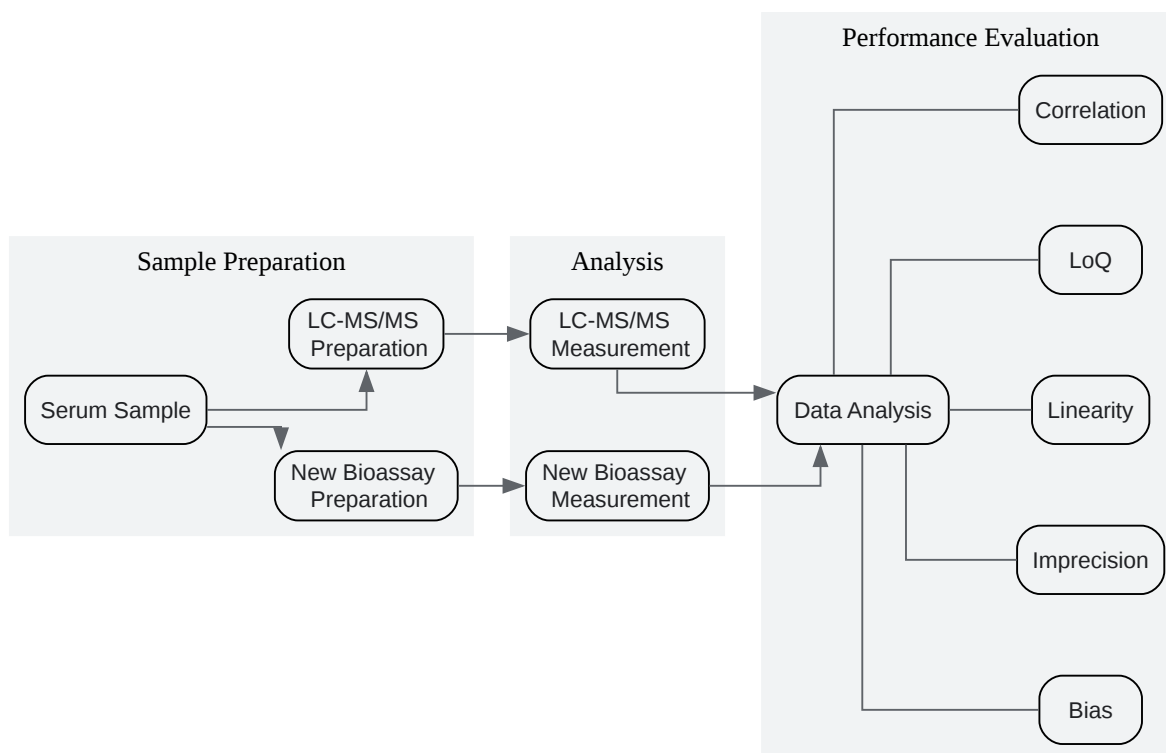 Performance Evaluation
Correlation
LoQ
Sample Preparation
Analysis
LC-MS/MS
Preparation
LC-MS/MS
Measurement
Serum Sample
Data Analysis
Linearity
New Bioassay
Preparation
New Bioassay
Measurement
Imprecision
Bias